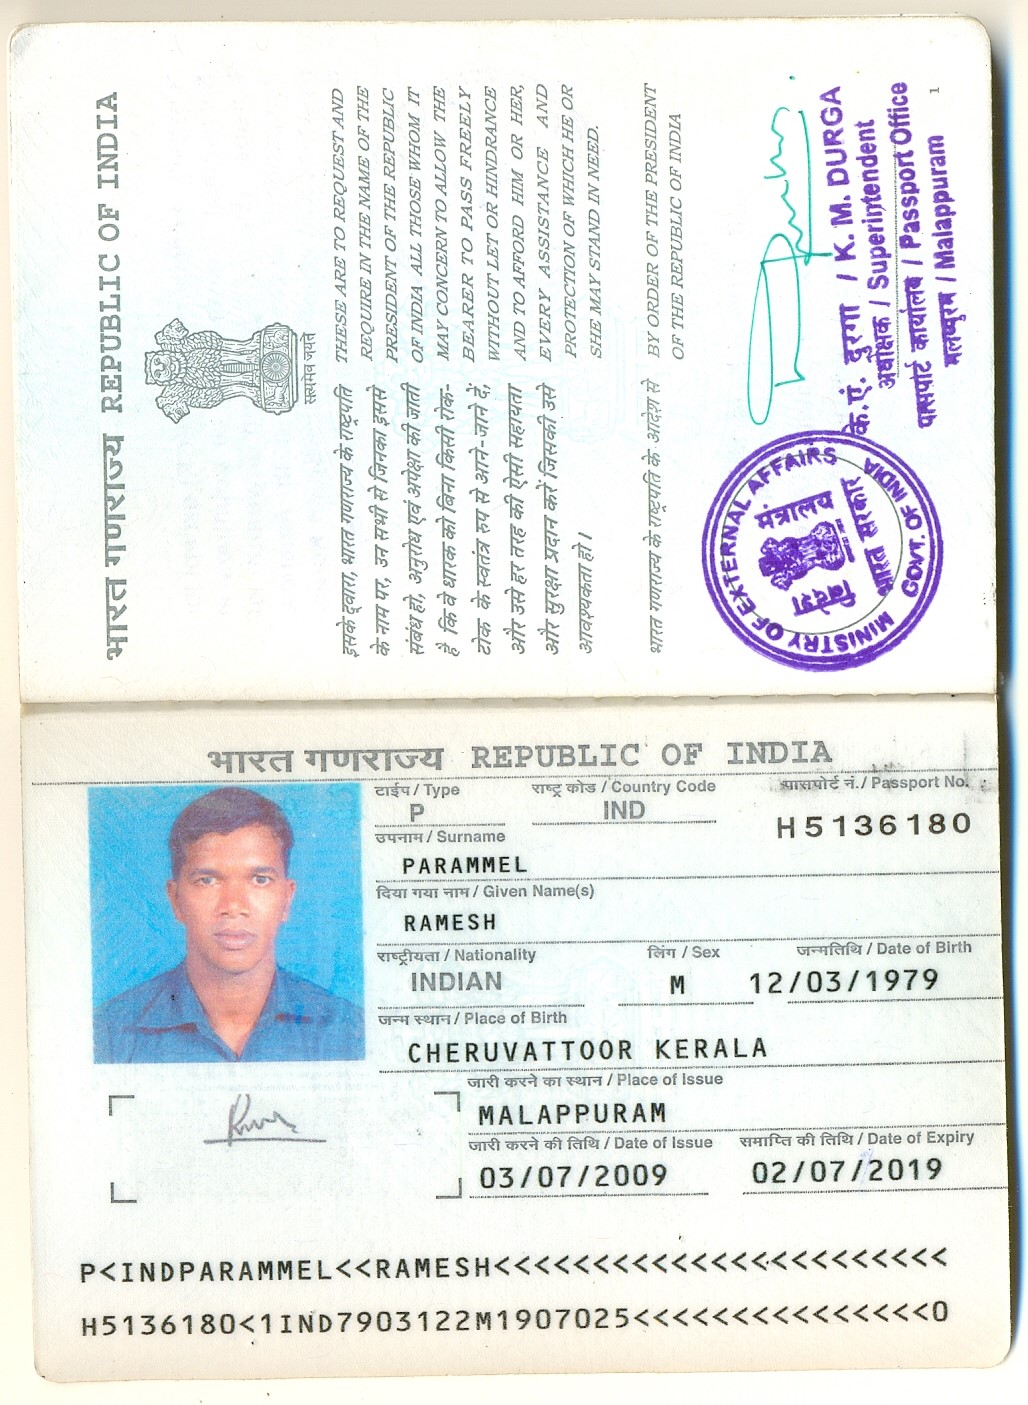 भारत गणराज्य REPUBLIC OF INDIA
सत्यमेव जयते
इसके द्वारा, भारत गणराज्य के राष्ट्रपति
के नाम पर, उन सभी से जिनका इससे
संबंध हो, अनुरोध एवं अपेक्षा की जाती
है कि वे धारक को बिना किसी रोक-
टोक के स्वतंत्र रूप से आने-जाने दें,
और उसे हर तरह की ऐसी सहायता
और सुरक्षा प्रदान करें जिसकी उसे
आवश्यकता हो।
THESE ARE TO REQUEST AND
REQUIRE IN THE NAME OF THE
PRESIDENT OF THE REPUBLIC
OF INDIA ALL THOSE WHOM IT
MAY CONCERN TO ALLOW THE
BEARER TO PASS FREELY
WITHOUT LET OR HINDRANCE
AND TO AFFORD HIM OR HER,
EVERY ASSISTANCE AND
PROTECTION OF WHICH HE OR
SHE MAY STAND IN NEED.
भारत गणराज्य के राष्ट्रपति के आदेश से
BY ORDER OF THE PRESIDENT
OF THE REPUBLIC OF INDIA
MINISTRY OF EXTERNAL AFFAIRS
विदेश मंत्रालय
भारत सरकार
GOVT. OF INDIA
के.एं. दुरगा / K. M. DURGA
अधीक्षक / Superintendent
पासपोर्ट कार्यालय / Passport Office
मलप्पुरम / Malappuram
1
भारत गणराज्य REPUBLIC OF INDIA
टाईप / Type राष्ट्र कोड / Country Code पासपोर्ट नं. / Passport No.
P IND H5136180
उपनाम / Surname
PARAMMEL
दिया गया नाम / Given Name(s)
RAMESH
राष्ट्रीयता / Nationality लिंग / Sex जन्मतिथि / Date of Birth
INDIAN M 12/03/1979
जन्म स्थान / Place of Birth
CHERUVATTOOR KERALA
जारी करने का स्थान / Place of Issue
MALAPPURAM
जारी करने की तिथि / Date of Issue समाप्ति की तिथि / Date of Expiry
03/07/2009 02/07/2019
P<INDPARAMMEL<<RAMESH<<<<<<<<<<<<<<<<<<<<<<<
H5136180<1IND7903122M1907025<<<<<<<<<<<<<<<0